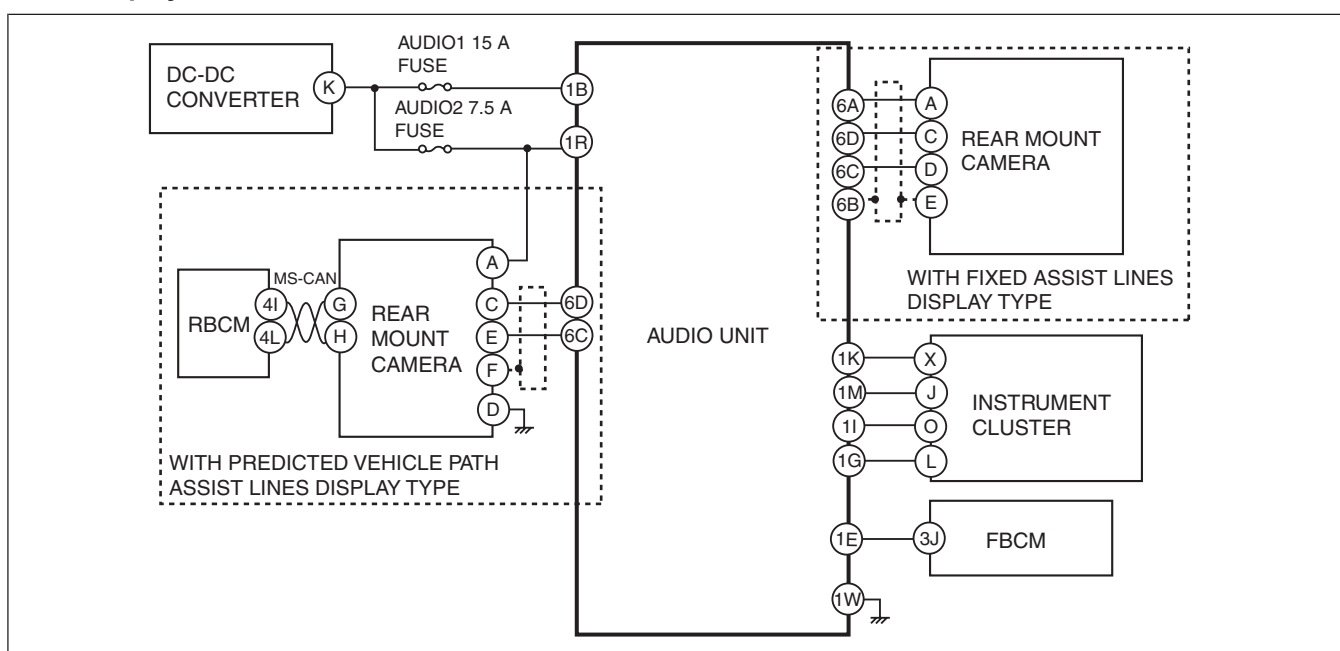 DC-DC
CONVERTER
K
AUDIO1 15 A
FUSE
AUDIO2 7.5 A
FUSE
1B
1R
RBCM
4I
4L
MS-CAN
G
H
REAR
MOUNT
CAMERA
A
C
E
F
D
6D
6C
WITH PREDICTED VEHICLE PATH
ASSIST LINES DISPLAY TYPE
AUDIO UNIT
6A
6D
6C
6B
A
C
D
E
REAR MOUNT
CAMERA
WITH FIXED ASSIST LINES
DISPLAY TYPE
1K
1M
1I
1G
X
J
O
L
INSTRUMENT
CLUSTER
1E
3J
FBCM
1W